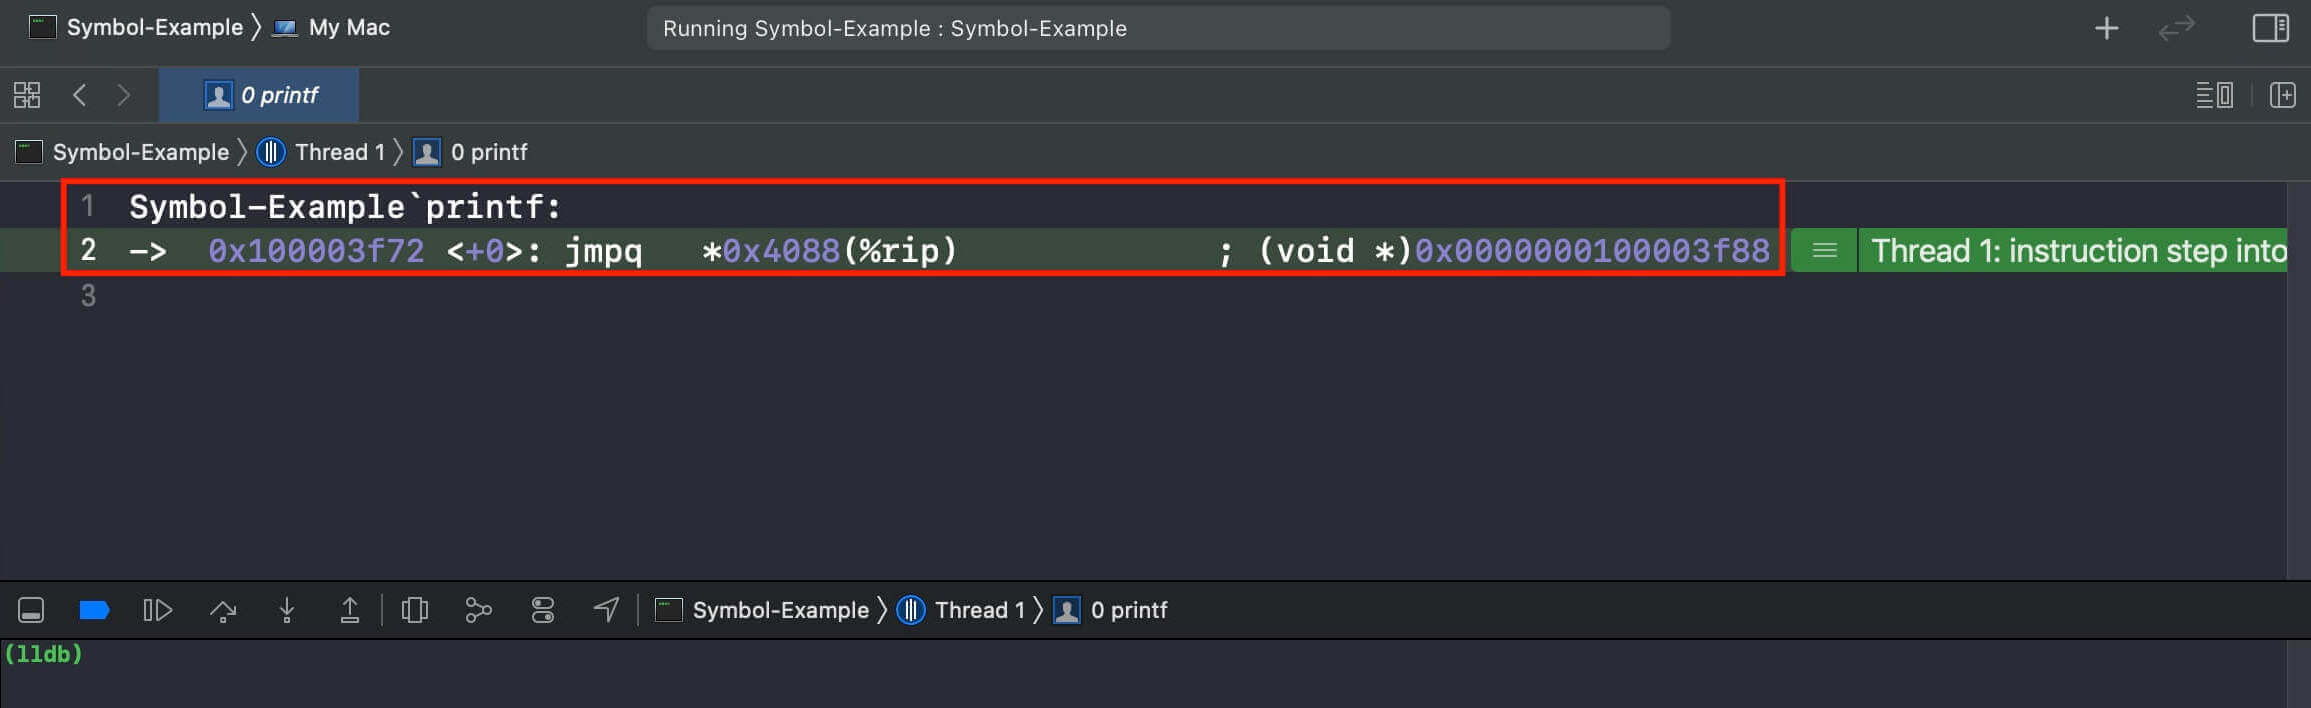 Symbol-Example 〉 My Mac
Running Symbol-Example : Symbol-Example
0 printf
Symbol-Example 〉 Thread 1 〉 0 printf
1 Symbol-Example`printf:
2 -> 0x100003f72 <+0>: jmpq *0x4088(%rip) ; (void *)0x0000000100003f88
Thread 1: instruction step into
3
Symbol-Example 〉 Thread 1 〉 0 printf
(lldb)